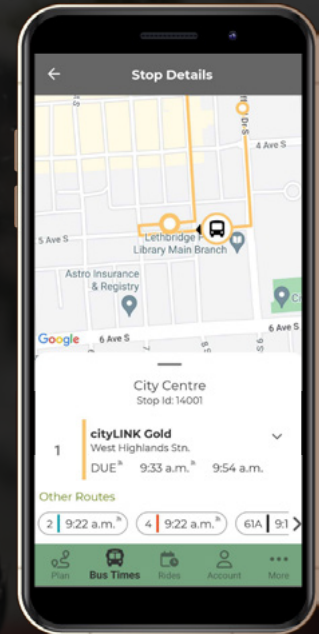 Stop Details
Dr S
4 Ave S
5 Ave S
Lethbridge
Library Main Branch
Astro Insurance
& Registry
Google
6 Ave S
6 Ave S
9 S
City Centre
Stop Id: 14001
1
cityLINK Gold
West Highlands Stn.
DUE 9:33 a.m. 9:54 a.m.
Other Routes
2 9:22 a.m. 4 9:22 a.m. 61A 9:1
Plan Bus Times Rides Account More